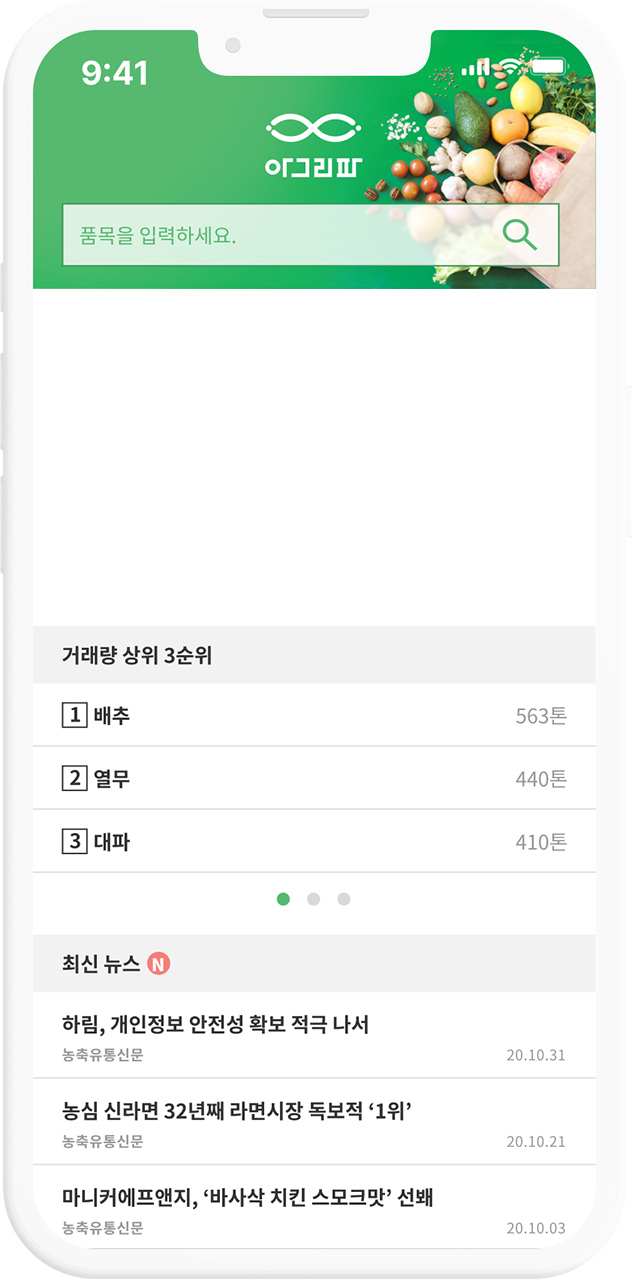 9:41
아그리파
품목을 입력하세요.
거래량 상위 3순위
1 배추 563톤
2 열무 440톤
3 대파 410톤
최신 뉴스 N
하림, 개인정보 안전성 확보 적극 나서
농축유통신문 20.10.31
농심 신라면 32년째 라면시장 독보적 ‘1위’
농축유통신문 20.10.21
마니커에프앤지, ‘바사삭 치킨 스모크맛’ 선봬
농축유통신문 20.10.03